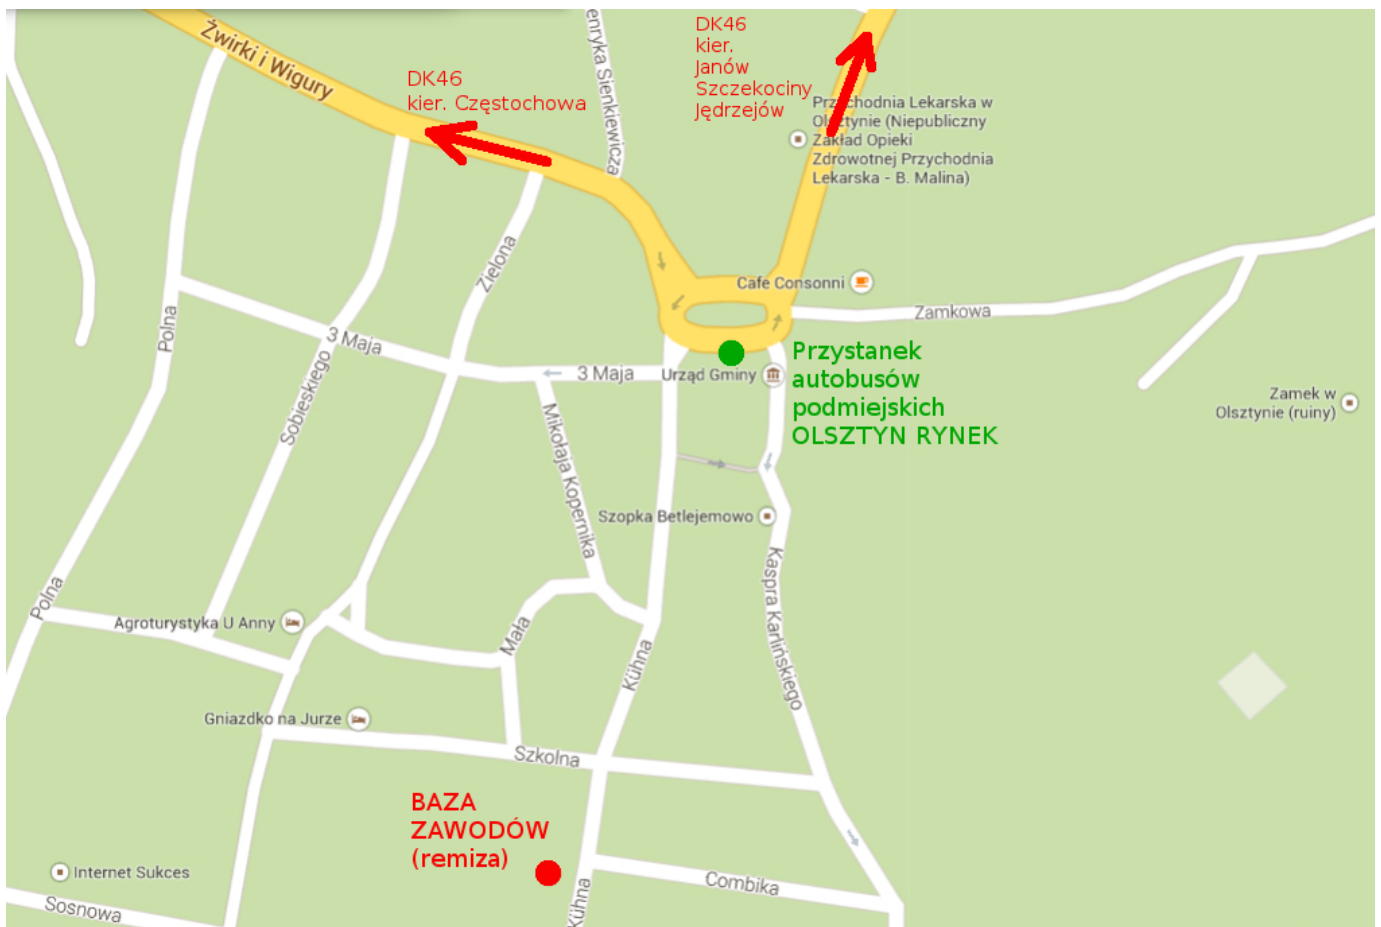 Żwirki i Wigury
DK46
kier. Częstochowa
enryka Sienkiewicza
DK46
kier.
Janów
Szczekociny
Jędrzejów
Przychodnia Lekarska w
Olsztynie (Niepubliczny
Zakład Opieki
Zdrowotnej Przychodnia
Lekarska - B. Malina)
Zielona
Cafe Consonni
Zamkowa
Polna
3 Maja
3 Maja
Urząd Gminy
Przystanek
autobusów
podmiejskich
OLSZTYN RYNEK
Zamek w
Olsztynie (ruiny)
Sobieskiego
Mikołaja Kopernika
Szopka Betlejemowo
Kaspra Karlińskiego
Polna
Agroturystyka U Anny
Mała
Kühna
Gniazdko na Jurze
Szkolna
BAZA
ZAWODÓW
(remiza)
Internet Sukces
Combika
Kühna
Sosnowa